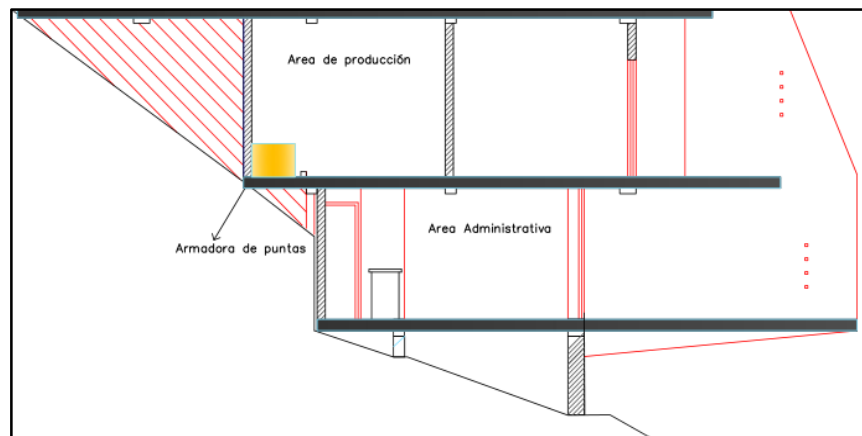 Area de producción
Area Administrativa
Armadora de puntas